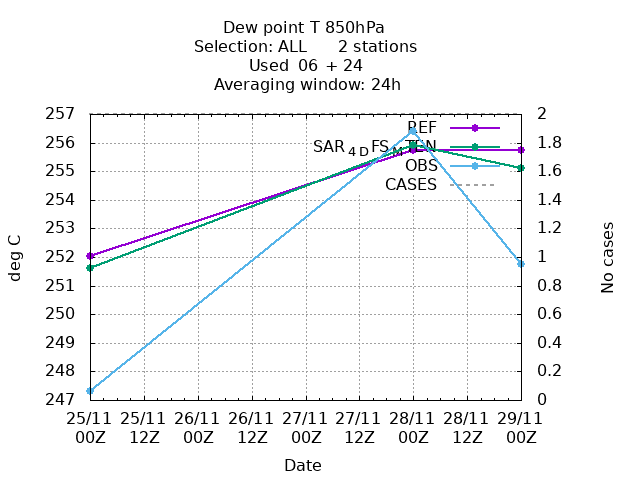 Dew point T 850hPa
Selection: ALL 2 stations
Used 06 + 24
Averaging window: 24h
257 2
REF
256 1.8
SAR4DFSMTEN
OBS
255 1.6
CASES
254 1.4
253 1.2
252 1
251 0.8
250 0.6
249 0.4
248 0.2
247 0
deg C
No cases
25/11 25/11 26/11 26/11 27/11 27/11 28/11 28/11 29/11
00Z 12Z 00Z 12Z 00Z 12Z 00Z 12Z 00Z
Date